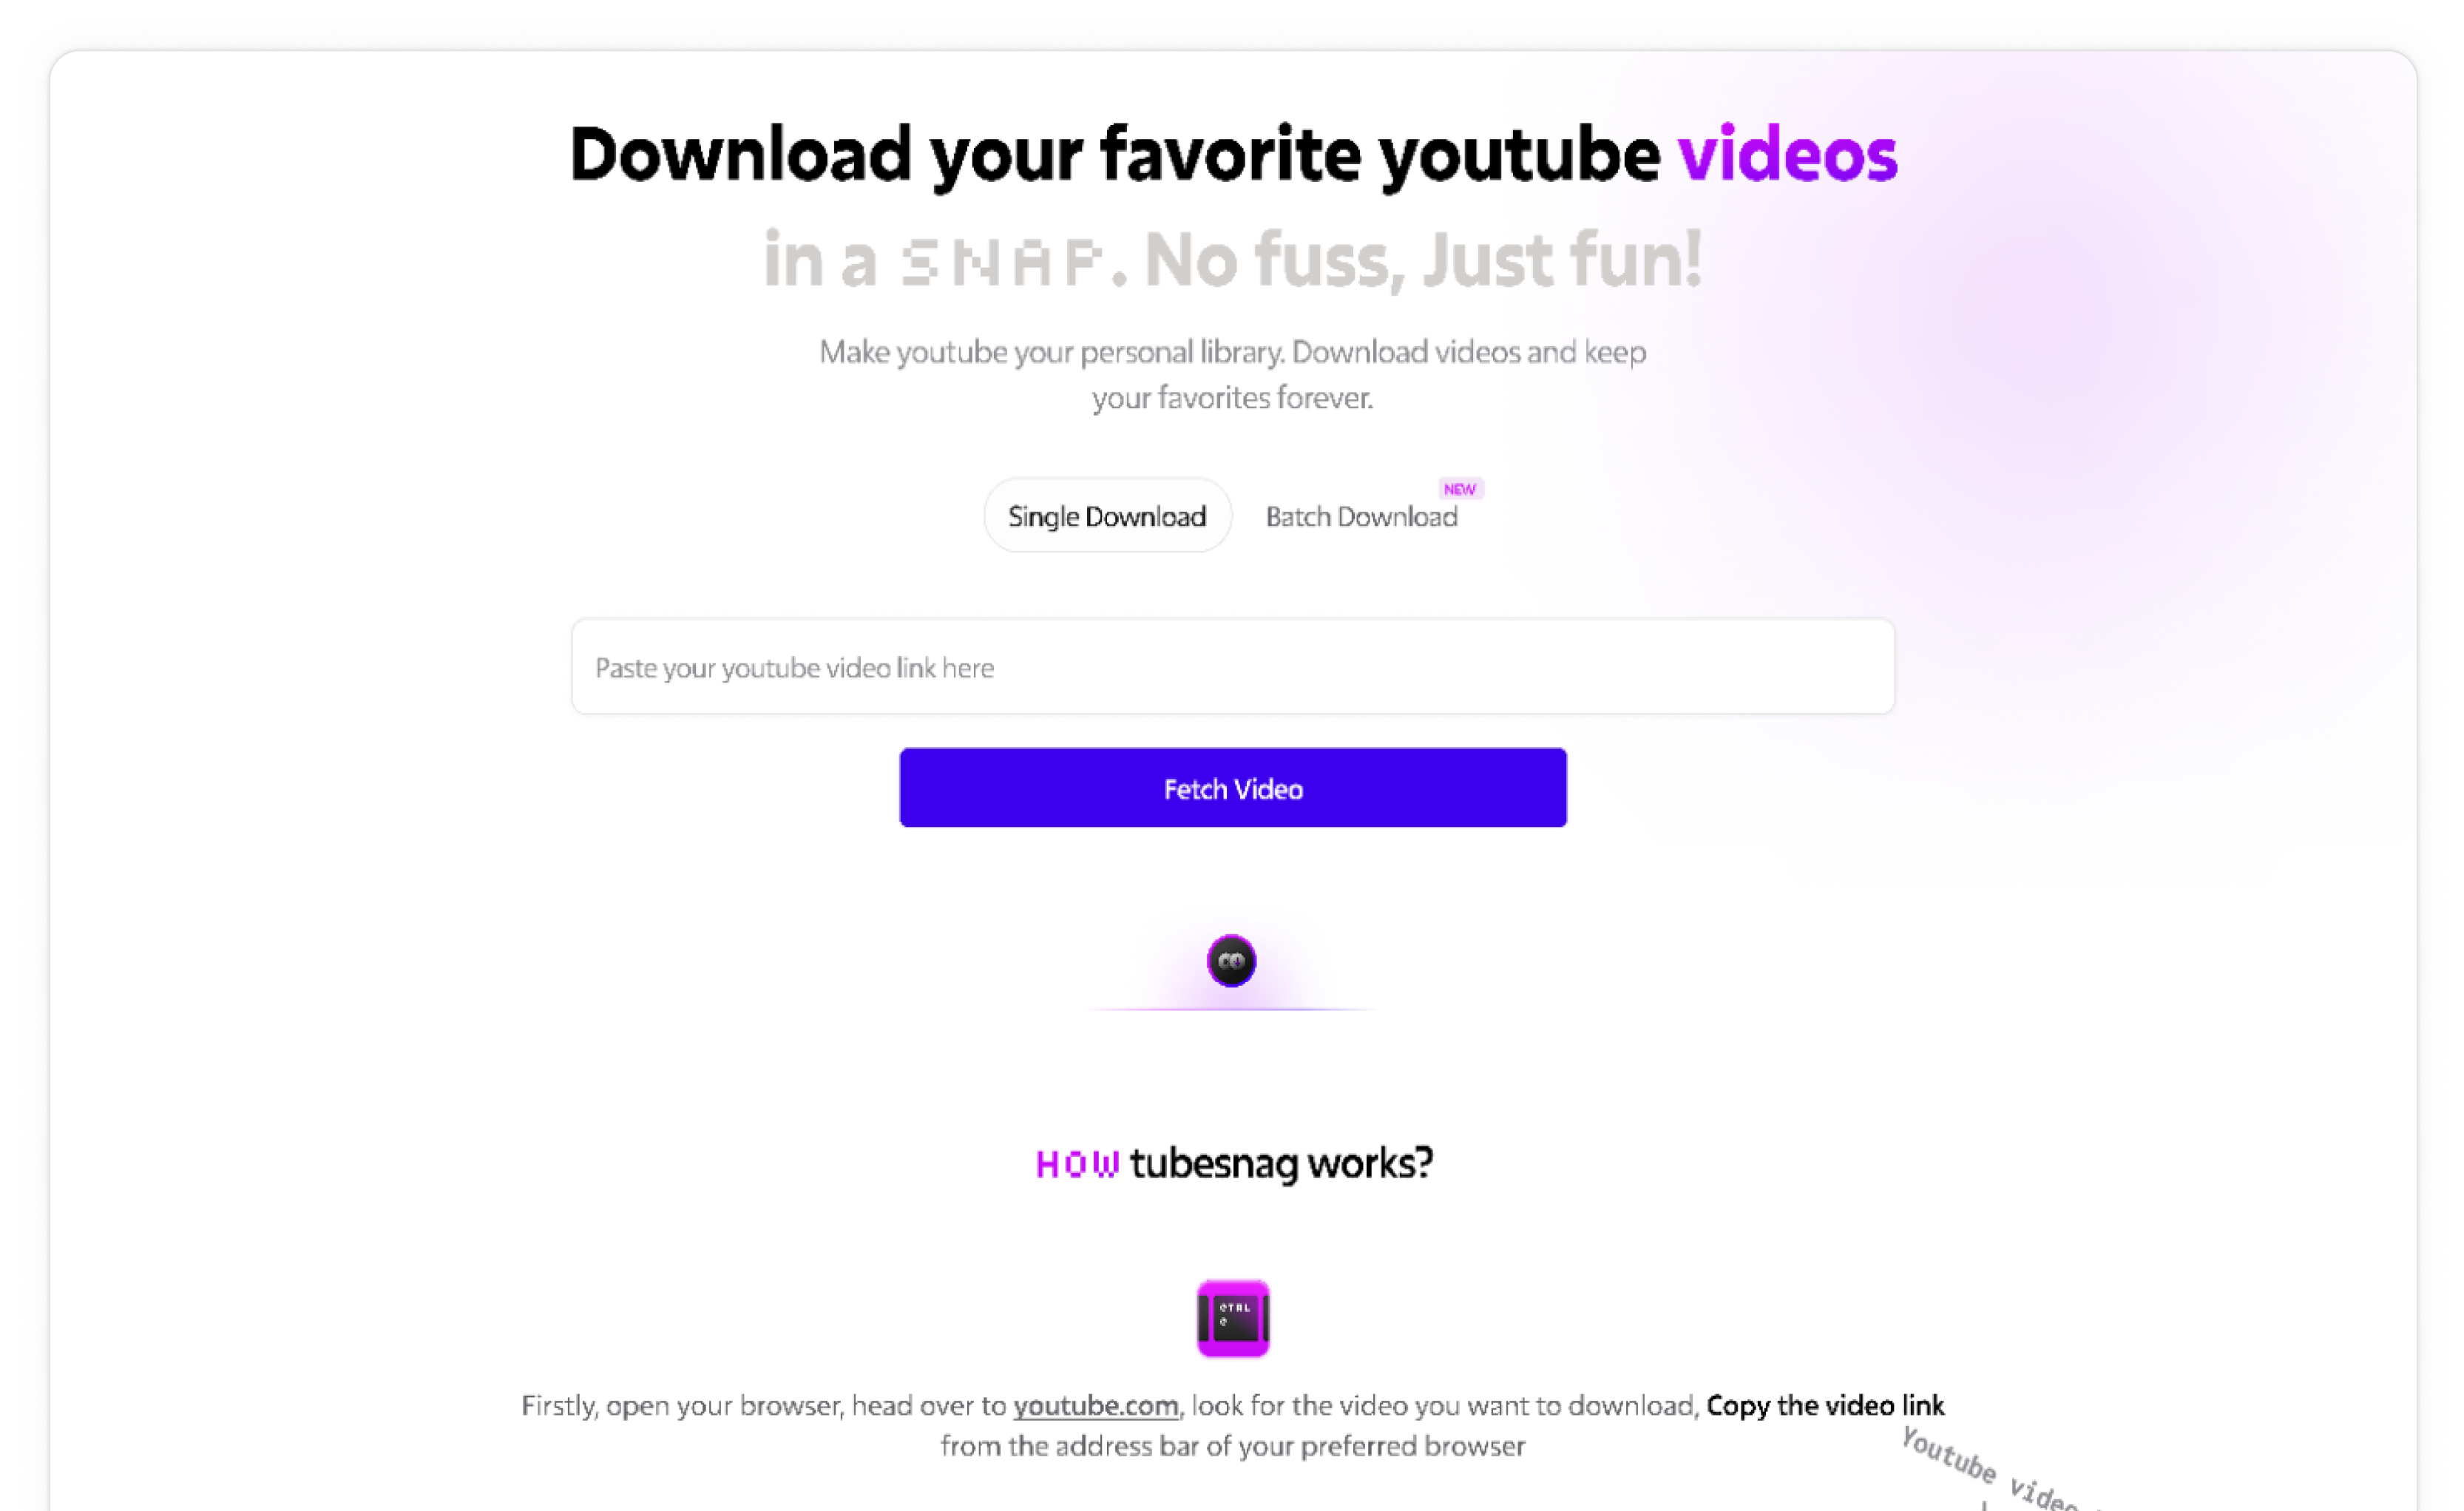 Download your favorite youtube videos
in a SNAP. No fuss, Just fun!
Make youtube your personal library. Download videos and keep
your favorites forever.
NEW
Single Download Batch Download
Paste your youtube video link here
Fetch Video
HOW tubesnag works?
CTRL
C
Firstly, open your browser, head over to youtube.com, look for the video you want to download, Copy the video link
from the address bar of your preferred browser
Youtube video